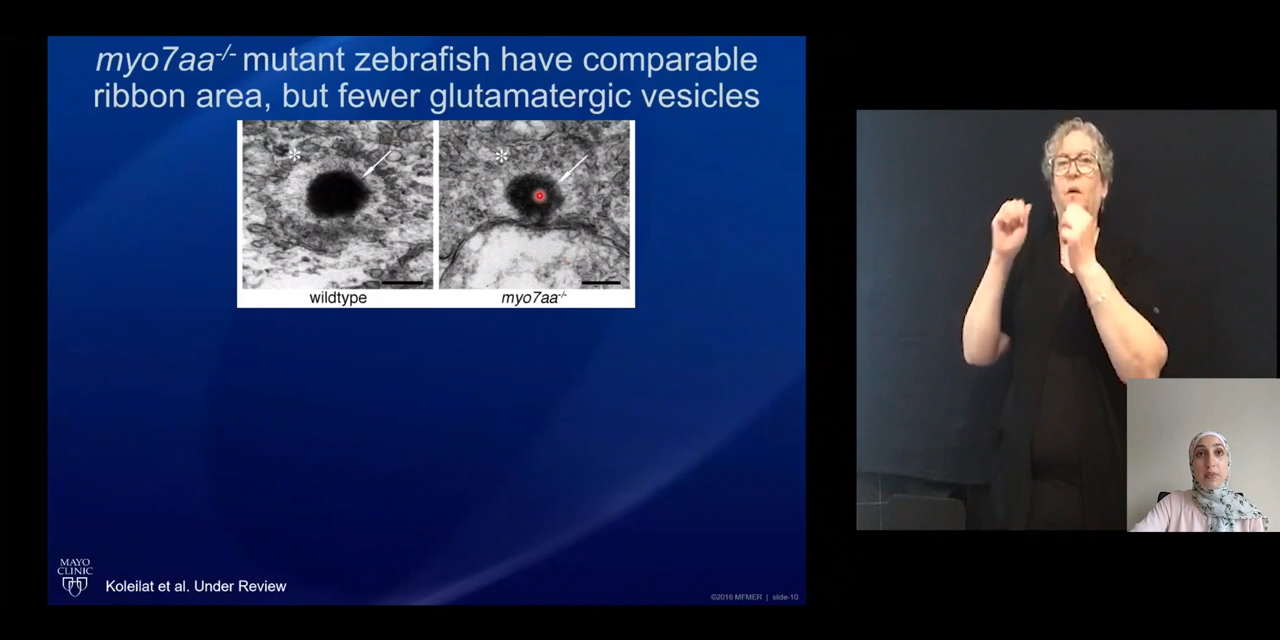 myo7aa-/- mutant zebrafish have comparable
ribbon area, but fewer glutamatergic vesicles
*
*
wildtype
myo7aa-/-
MAYO
CLINIC
Koleilat et al. Under Review
©2016 MFMER | slide-10